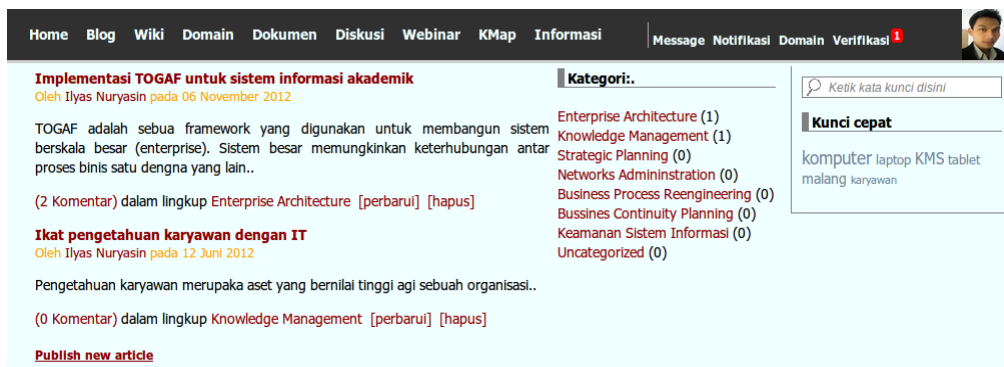 Home Blog Wiki Domain Dokumen Diskusi Webinar KMap Informasi Message Notifikasi Domain Verifikasi 1
Implementasi TOGAF untuk sistem informasi akademik
Oleh Ilyas Nuryasin pada 06 November 2012
TOGAF adalah sebua framework yang digunakan untuk membangun sistem
berskala besar (enterprise). Sistem besar memungkinkan keterhubungan antar
proses binis satu dengna yang lain..
(2 Komentar) dalam lingkup Enterprise Architecture [perbarui] [hapus]
Ikat pengetahuan karyawan dengan IT
Oleh Ilyas Nuryasin pada 12 Juni 2012
Pengetahuan karyawan merupaka aset yang bernilai tinggi agi sebuah organisasi..
(0 Komentar) dalam lingkup Knowledge Management [perbarui] [hapus]
Publish new article
Kategori:.
Enterprise Architecture (1)
Knowledge Management (1)
Strategic Planning (0)
Networks Admininstration (0)
Business Process Reengineering (0)
Bussines Continuity Planning (0)
Keamanan Sistem Informasi (0)
Uncategorized (0)
Ketik kata kunci disini
Kunci cepat
komputer laptop KMS tablet
malang karyawan